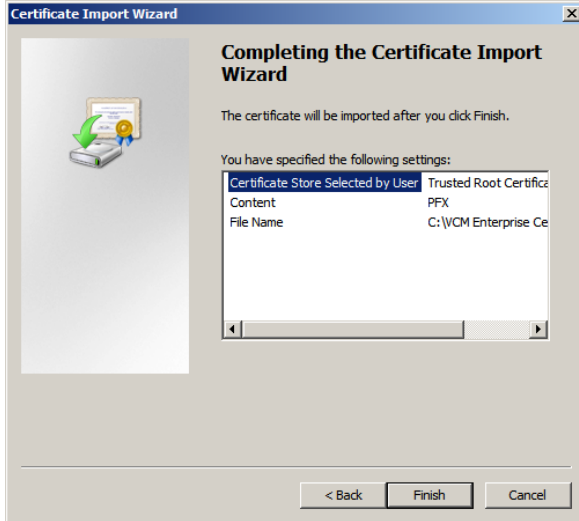 Certificate Import Wizard
Completing the Certificate Import
Wizard
The certificate will be imported after you click Finish.
You have specified the following settings:
Certificate Store Selected by User Trusted Root Certifica
Content PFX
File Name C:\VCM Enterprise Ce
< Back Finish Cancel